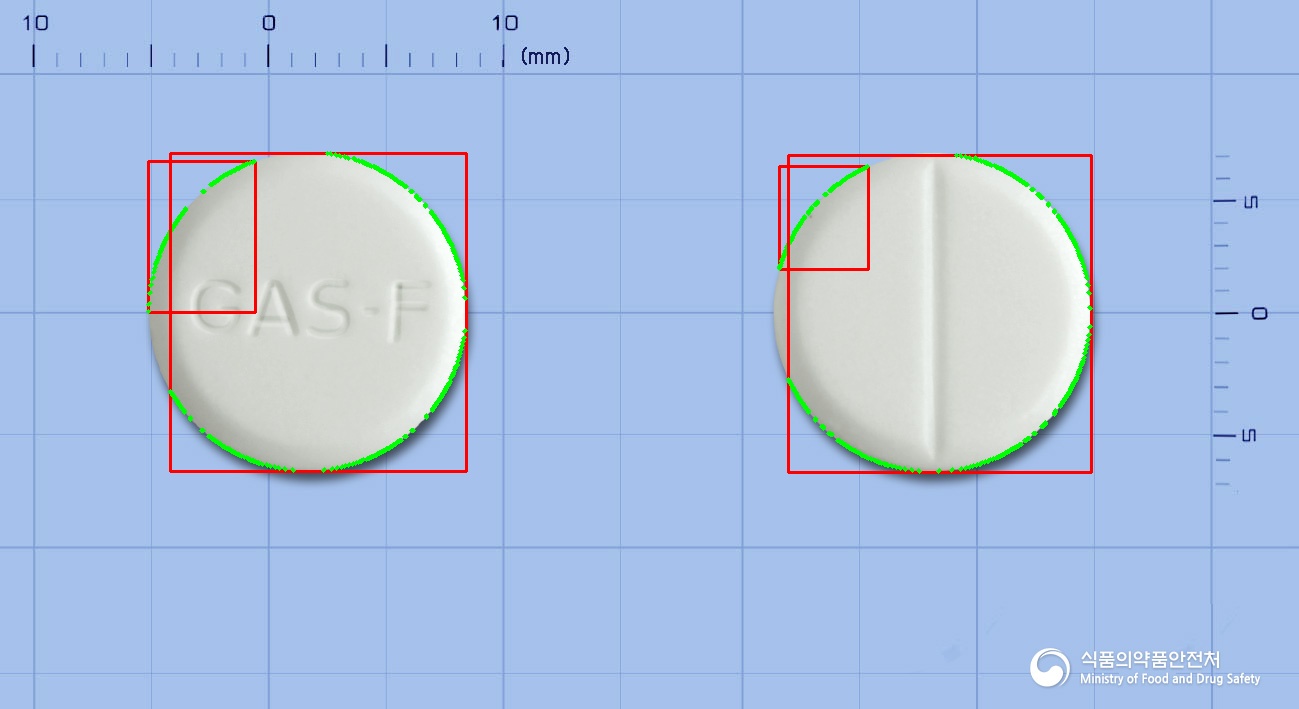 10 0 10
(mm)
GAS-F
5
0
5
식품의약품안전처
Ministry of Food and Drug Safety